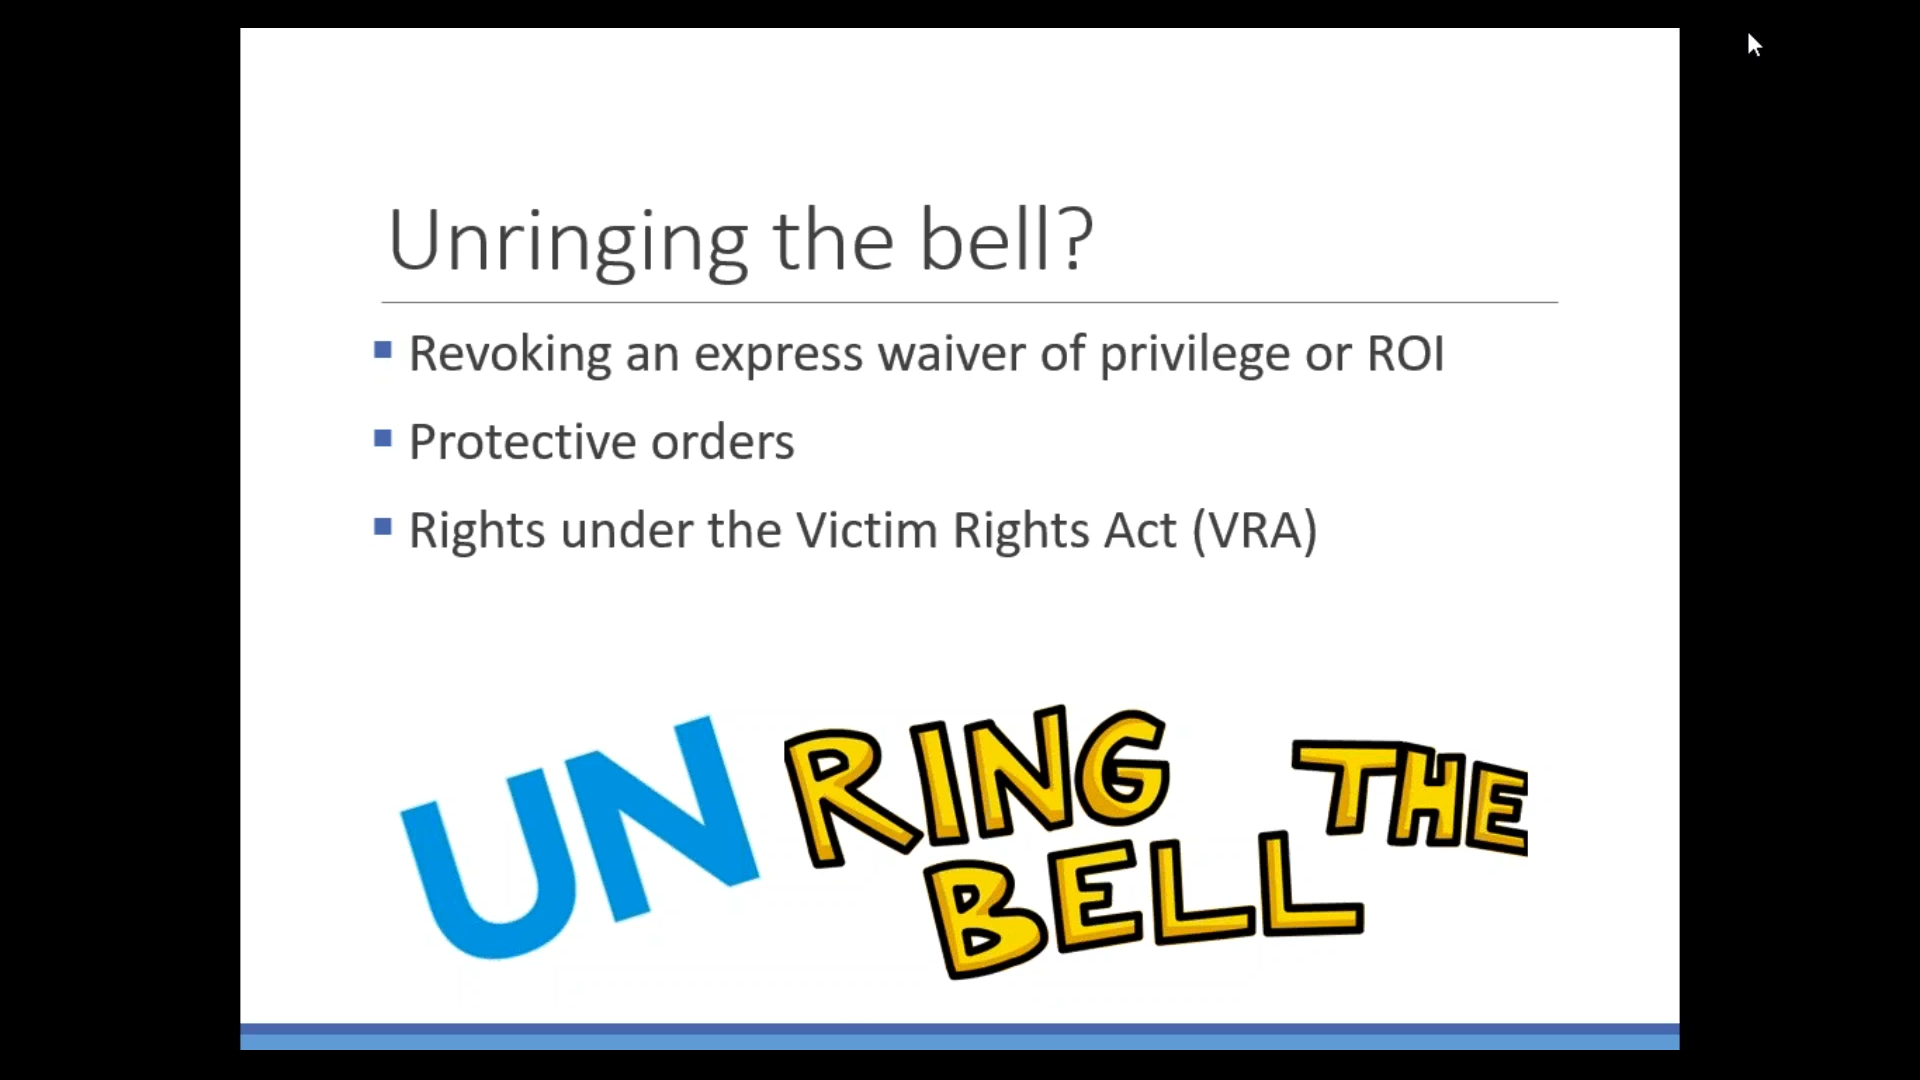 Unringing the bell?
Revoking an express waiver of privilege or ROI
Protective orders
Rights under the Victim Rights Act (VRA)
UN RING THE
BELL